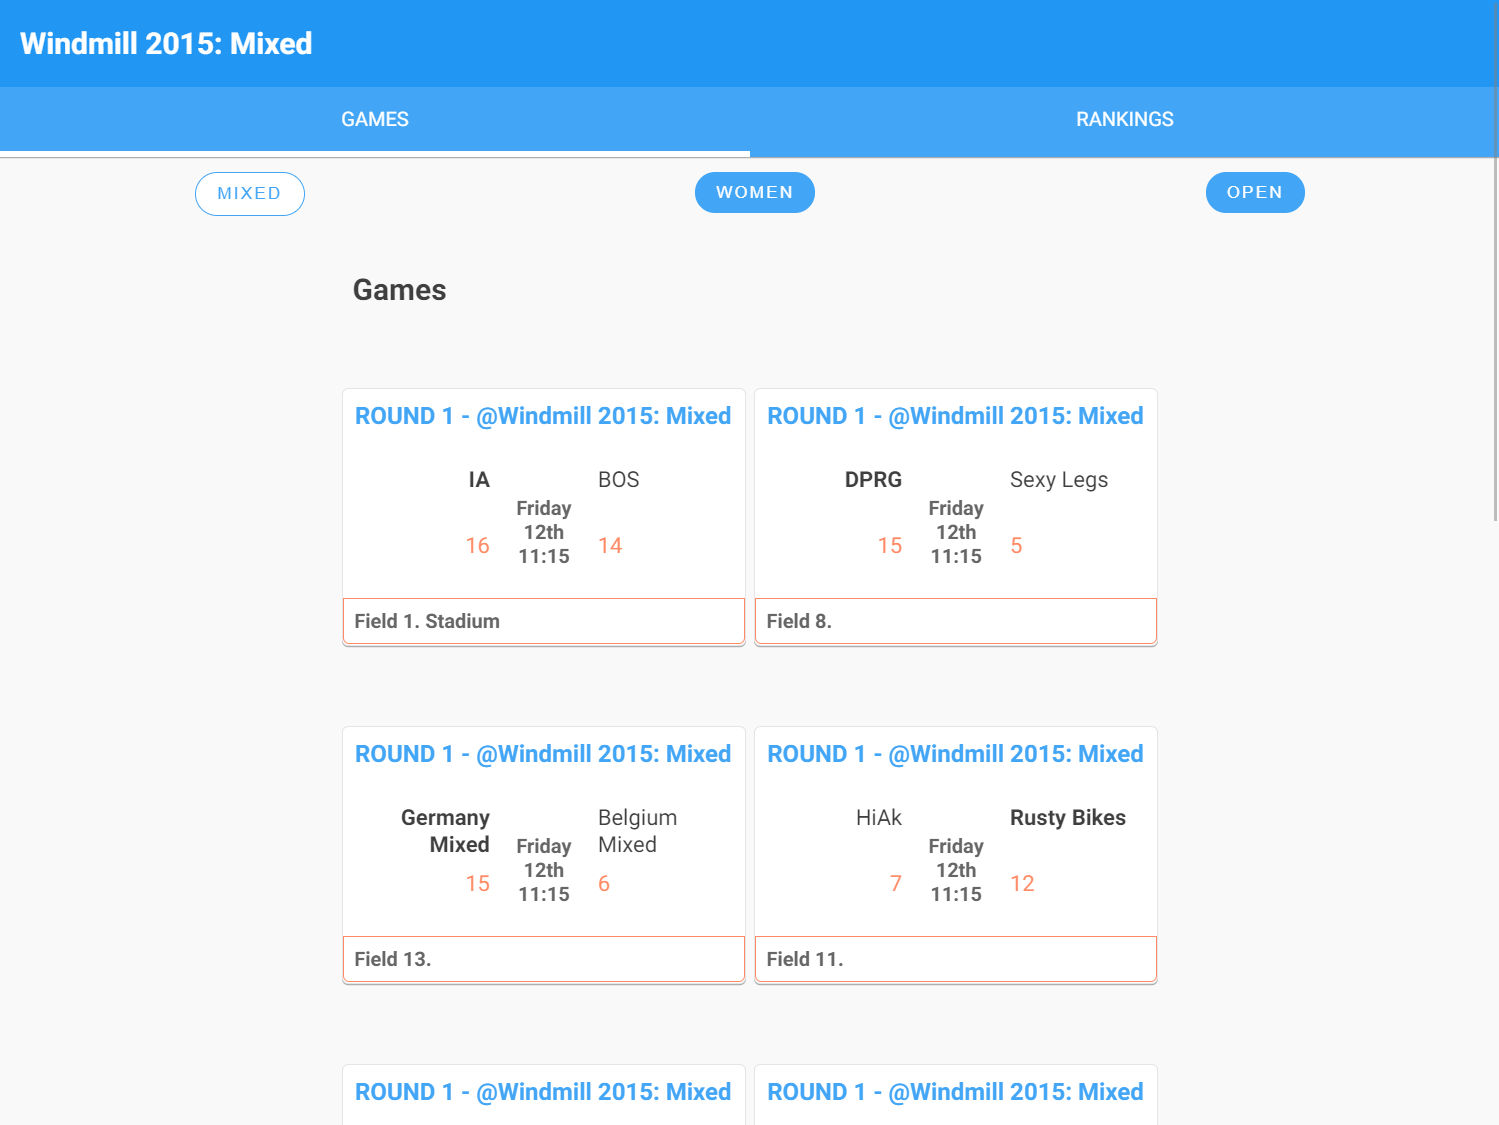 Windmill 2015: Mixed
GAMES
RANKINGS
MIXED
WOMEN
OPEN
Games
ROUND 1 - @Windmill 2015: Mixed
IA
BOS
Friday
12th
11:15
16
14
Field 1. Stadium
ROUND 1 - @Windmill 2015: Mixed
DPRG
Sexy Legs
Friday
12th
11:15
15
5
Field 8.
ROUND 1 - @Windmill 2015: Mixed
Germany
Mixed
Belgium
Mixed
Friday
12th
11:15
15
6
Field 13.
ROUND 1 - @Windmill 2015: Mixed
HiAk
Rusty Bikes
Friday
12th
11:15
7
12
Field 11.
ROUND 1 - @Windmill 2015: Mixed
ROUND 1 - @Windmill 2015: Mixed